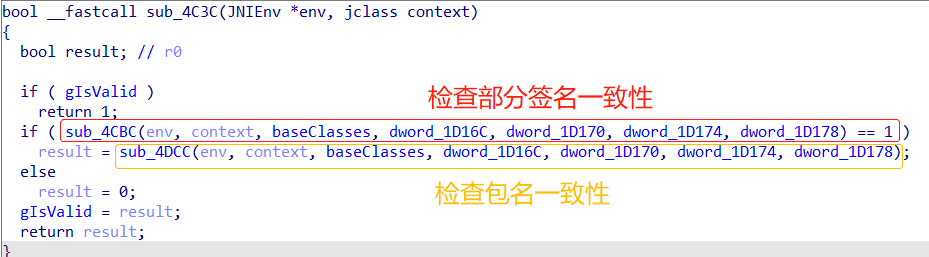 bool __fastcall sub_4C3C(JNIEnv *env, jclass context)
{
  bool result; // r0
  if ( gIsValid )
    return 1;
检查部分签名一致性
  if ( sub_4CBC(env, context, baseClasses, dword_1D16C, dword_1D170, dword_1D174, dword_1D178) == 1 )
    result = sub_4DCC(env, context, baseClasses, dword_1D16C, dword_1D170, dword_1D174, dword_1D178);
  else
检查包名一致性
    result = 0;
  gIsValid = result;
  return result;
}